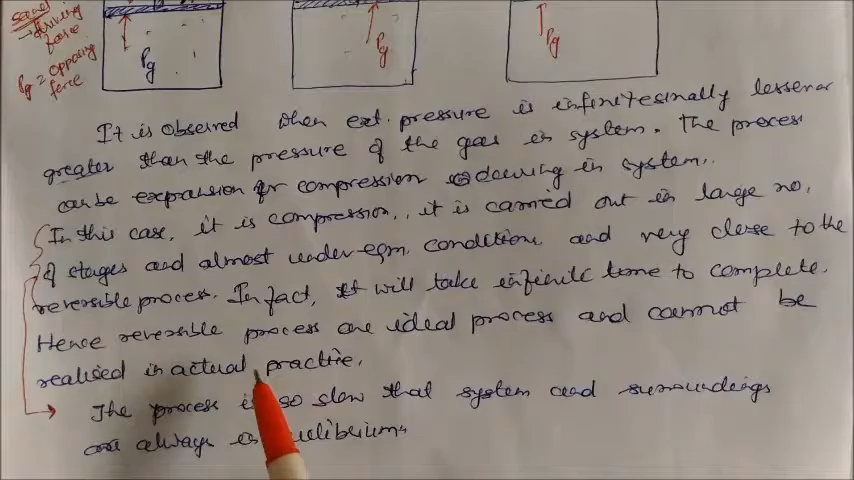 → driving
force
Pg = opposing
force
Pg
Pg
Pg
It is observed when ext. pressure is infinitesinally lesser or
greater than the pressure of the gas in system. The process
can be expansion or compression occuring in system.
In this case, it is compression, it is carried out in large no.
of stages and almost under eqm. condition and very close to the
reversible process. In fact, it will take infinite time to complete.
Hence reversible process are ideal process and cannot be
realised in actual practice.
The process is so slow that system and surroundings
are always in